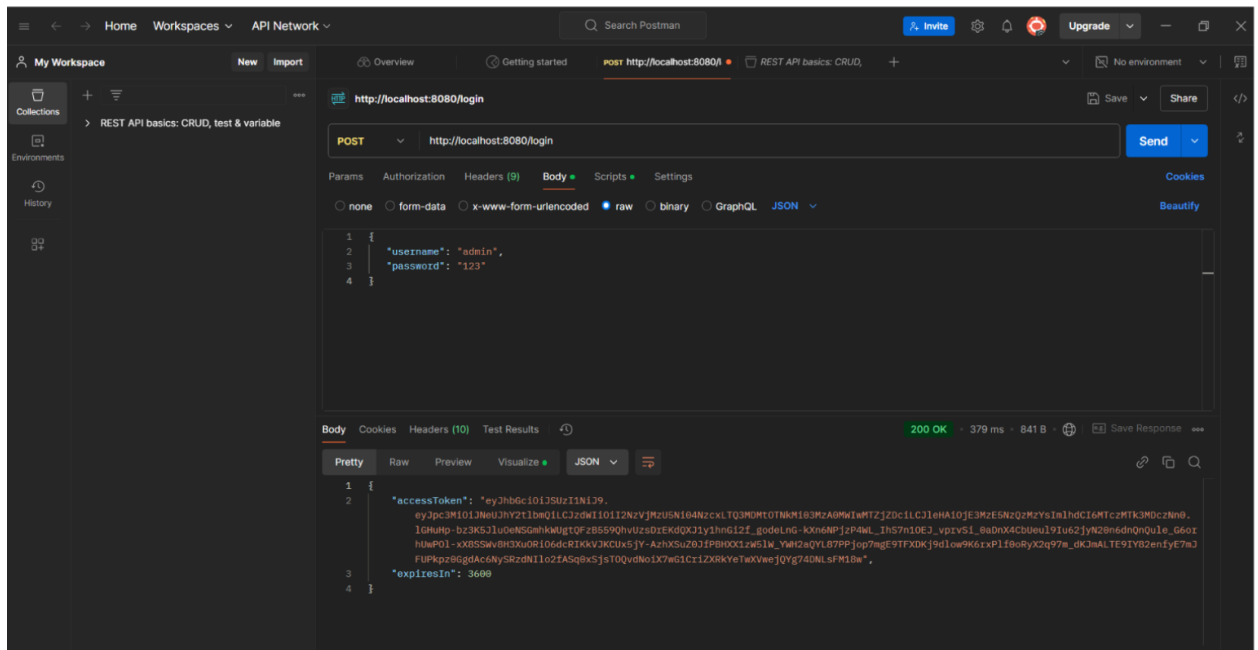 Home Workspaces API Network Search Postman Invite Upgrade
My Workspace New Import Overview Getting started POST http://localhost:8080/l REST API basics: CRUD, No environment
Collections
Environments
History
REST API basics: CRUD, test & variable
HTTP http://localhost:8080/login Save Share
POST http://localhost:8080/login Send
Params Authorization Headers (9) Body Scripts Settings Cookies
none form-data x-www-form-urlencoded raw binary GraphQL JSON Beautify
1 {
2 "username": "admin",
3 "password": "123"
4 }
Body Cookies Headers (10) Test Results 200 OK 379 ms 841 B Save Response
Pretty Raw Preview Visualize JSON
1 {
2 "accessToken": "eyJhbGciOiJSUzI1NiJ9.
3 "expiresIn": 3600
4 }